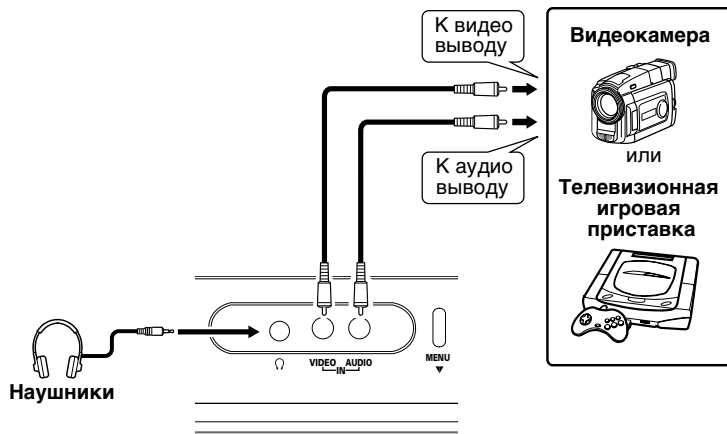 К видео
выводу
Видеокамера
или
К аудио
выводу
Телевизионная
игровая
приставка
VIDEO AUDIO
IN
MENU
Наушники